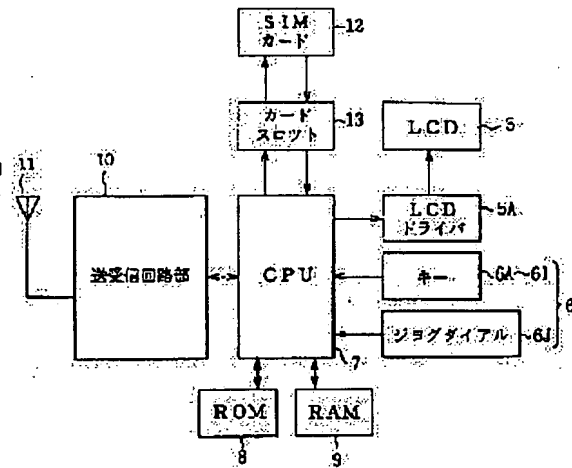 SIM
カード
12
カード
スロット
13
LCD
5
11
10
LCD
ドライバ
5A
送受信回路部
CPU
キー
6A~6I
6
ジョグダイアル
6J
7
ROM
RAM
8
9